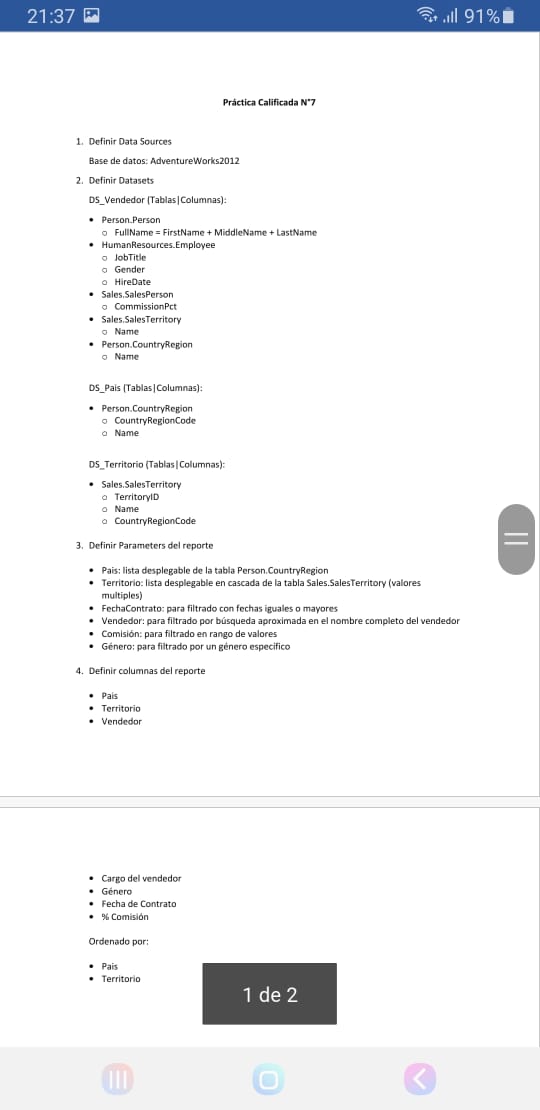 21:37
91%
Práctica Calificada N°7
1. Definir Data Sources
Base de datos: AdventureWorks2012
2. Definir Datasets
DS_Vendedor (Tablas|Columnas):
• Person.Person
o FullName = FirstName + MiddleName + LastName
• HumanResources.Employee
o JobTitle
o Gender
o HireDate
• Sales.SalesPerson
o CommissionPct
• Sales.SalesTerritory
o Name
• Person.CountryRegion
o Name
DS_Pais (Tablas|Columnas):
• Person.CountryRegion
o CountryRegionCode
o Name
DS_Territorio (Tablas|Columnas):
• Sales.SalesTerritory
o TerritoryID
o Name
o CountryRegionCode
3. Definir Parameters del reporte
• Pais: lista desplegable de la tabla Person.CountryRegion
• Territorio: lista desplegable en cascada de la tabla Sales.SalesTerritory (valores
multiples)
• FechaContrato: para filtrado con fechas iguales o mayores
• Vendedor: para filtrado por búsqueda aproximada en el nombre completo del vendedor
• Comisión: para filtrado en rango de valores
• Género: para filtrado por un género específico
4. Definir columnas del reporte
• Pais
• Territorio
• Vendedor
• Cargo del vendedor
• Género
• Fecha de Contrato
• % Comisión
Ordenado por:
• Pais
• Territorio
1 de 2